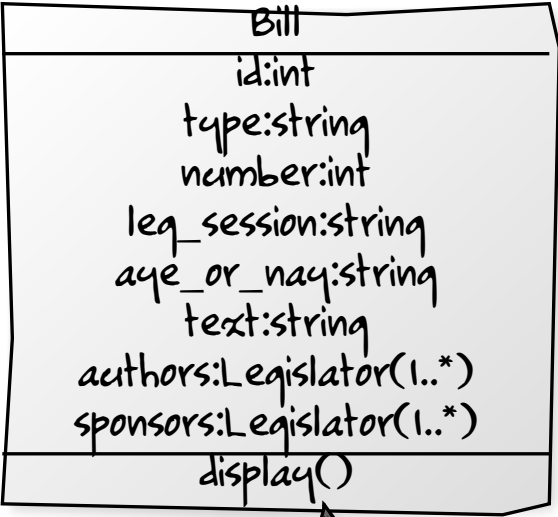 Bill
id:int
type:string
number:int
leg_session:string
aye_or_nay:string
text:string
authors:Legislator(1..*)
sponsors:Legislator(1..*)
display()